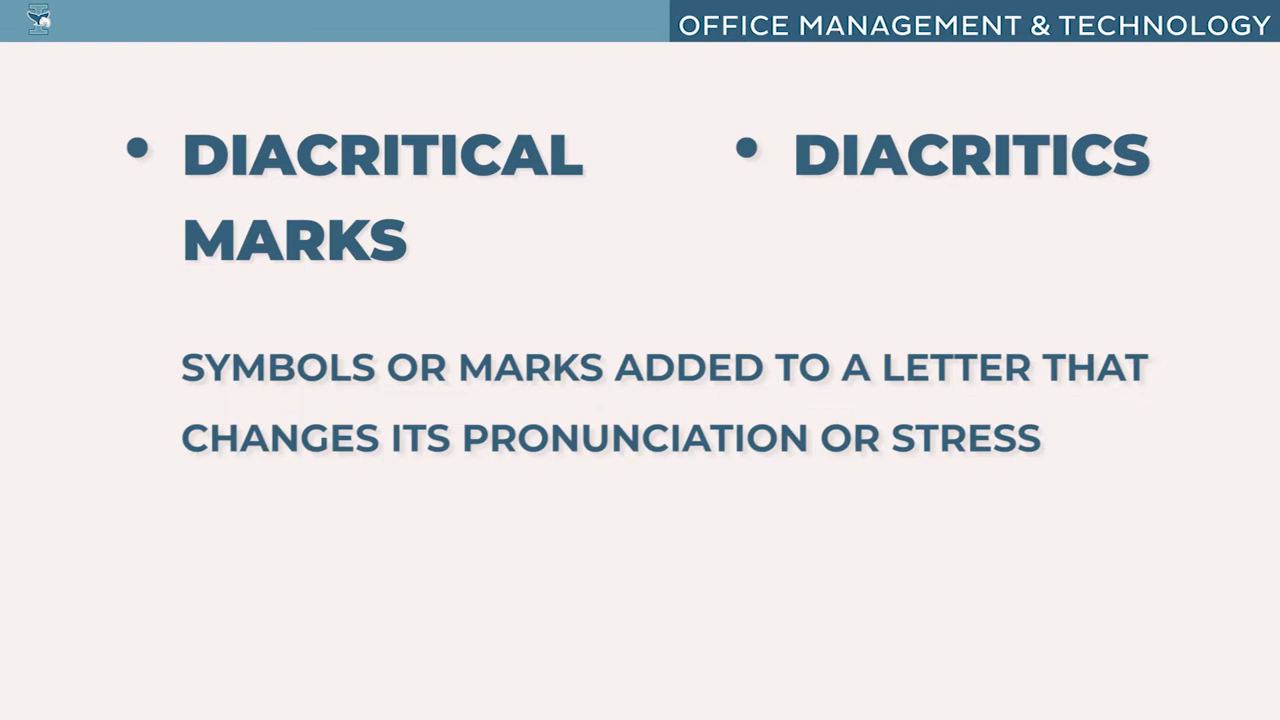 OFFICE MANAGEMENT & TECHNOLOGY
• DIACRITICAL
MARKS
• DIACRITICS
SYMBOLS OR MARKS ADDED TO A LETTER THAT
CHANGES ITS PRONUNCIATION OR STRESS